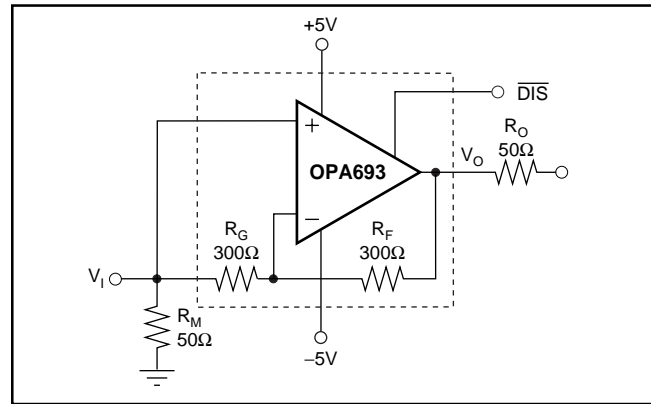 +5V
DIS
+
OPA693
−
V_O
R_O
50Ω
R_G
300Ω
R_F
300Ω
V_I
R_M
50Ω
−5V